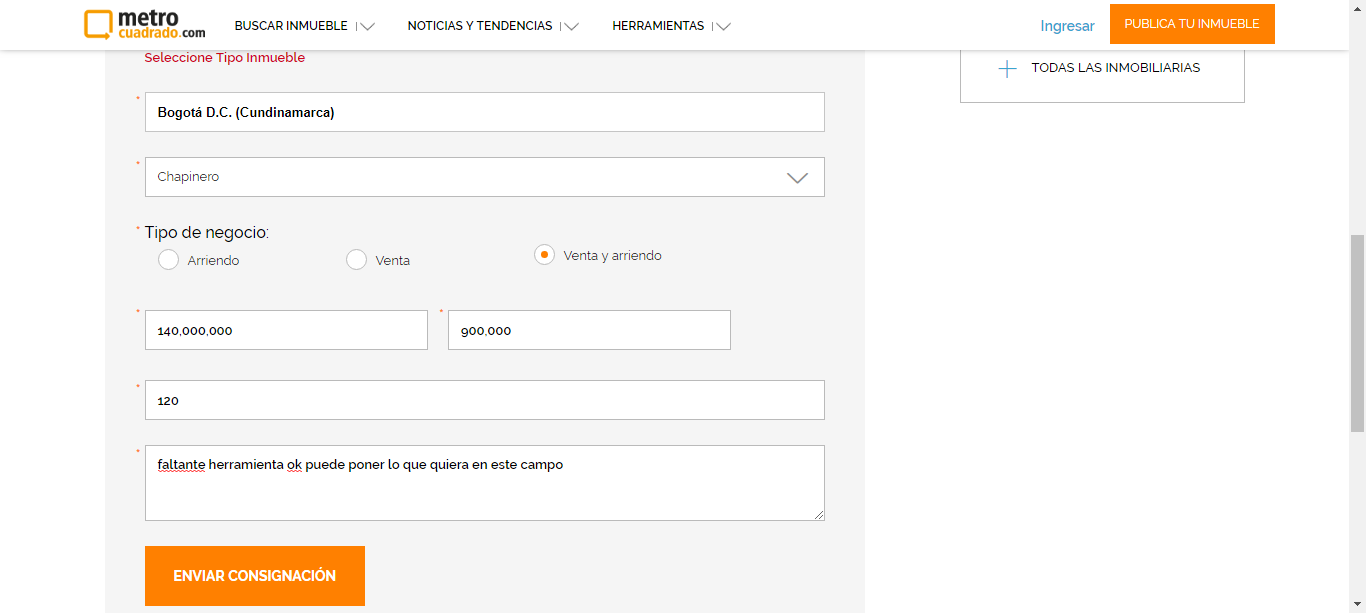 metro
cuadrado.com
BUSCAR INMUEBLE
NOTICIAS Y TENDENCIAS
HERRAMIENTAS
Ingresar
PUBLICA TU INMUEBLE
Seleccione Tipo Inmueble
TODAS LAS INMOBILIARIAS
* Bogotá D.C. (Cundinamarca)
* Chapinero
* Tipo de negocio:
Arriendo
Venta
Venta y arriendo
* 140,000,000
* 900,000
* 120
* faltante herramienta ok puede poner lo que quiera en este campo
ENVIAR CONSIGNACIÓN